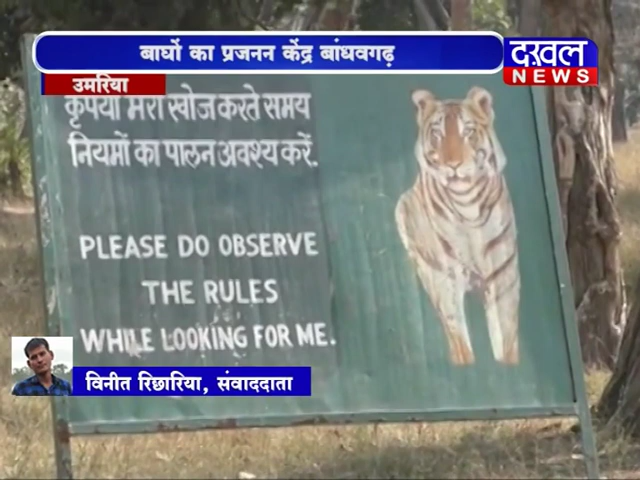 बाघों का प्रजनन केंद्र बांधवगढ़
दख़ल
NEWS
उमरिया
कृपया मेरी खोज करते समय
नियमों का पालन अवश्य करें.
PLEASE DO OBSERVE
THE RULES
WHILE LOOKING FOR ME.
विनीत रिछारिया, संवाददाता